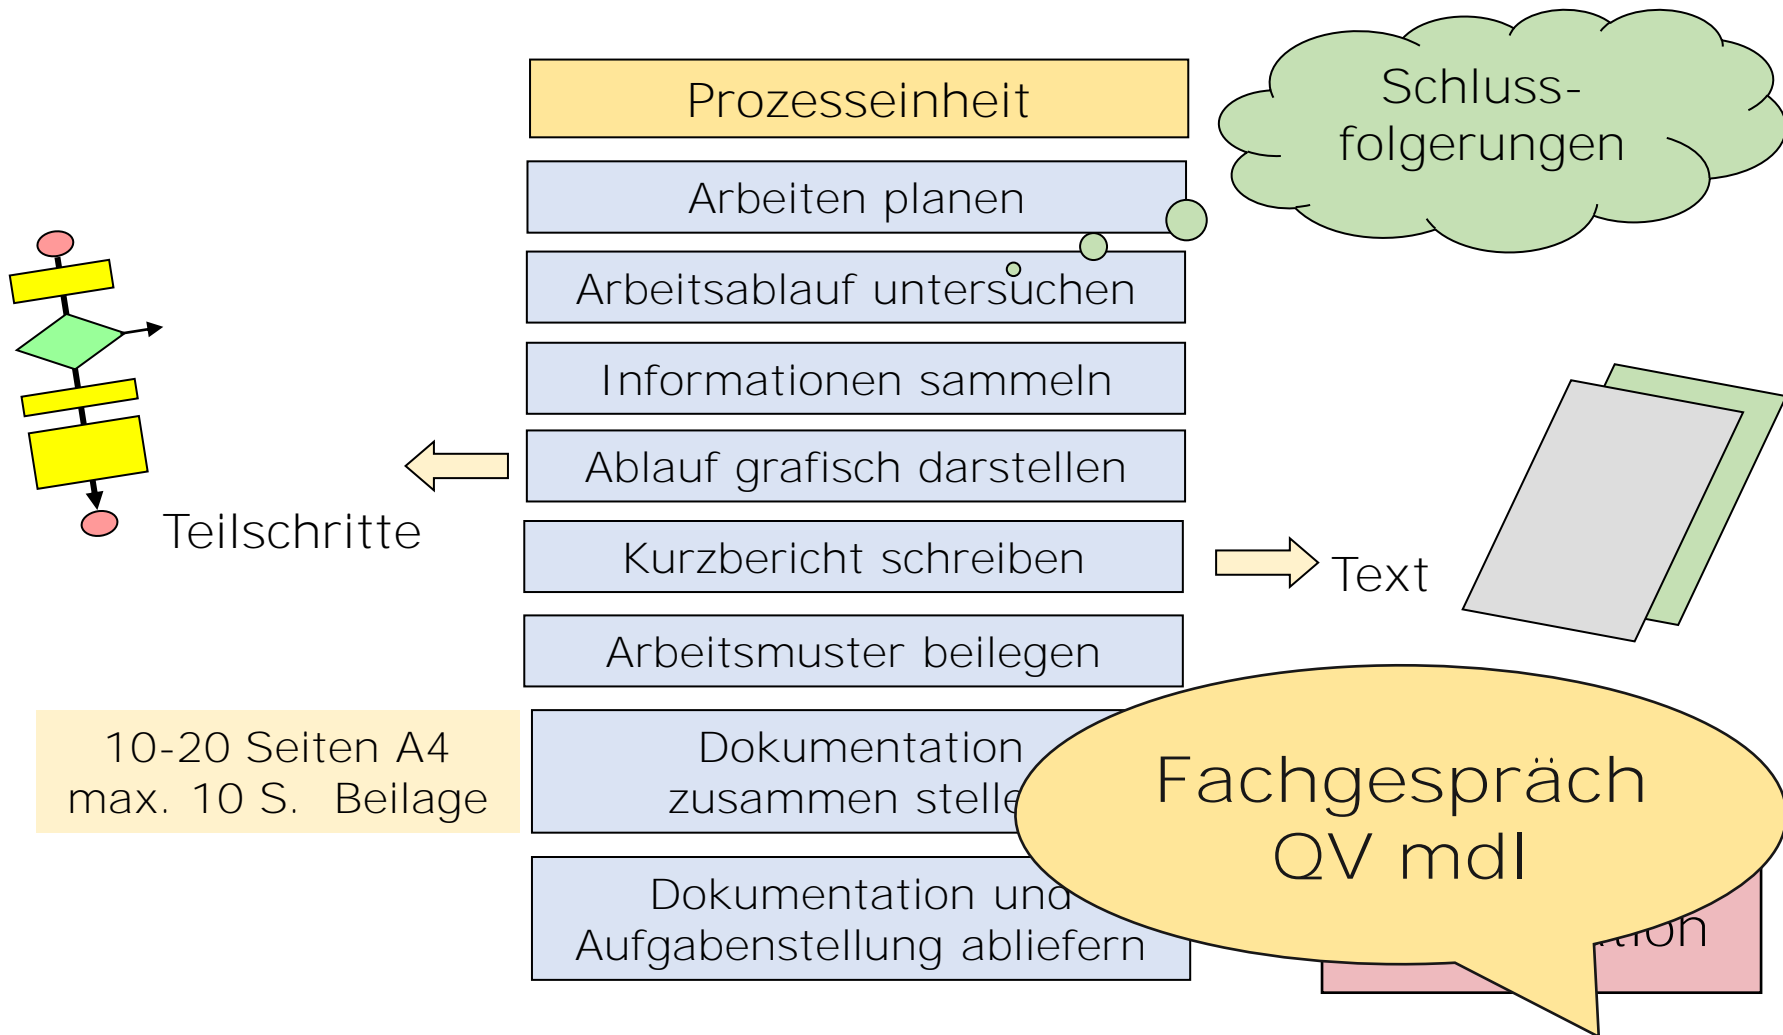 Prozesseinheit
Schluss-
folgerungen
Arbeiten planen
Arbeitsablauf untersuchen
Informationen sammeln
Ablauf grafisch darstellen
Teilschritte
Kurzbericht schreiben
Text
Arbeitsmuster beilegen
10-20 Seiten A4
max. 10 S. Beilage
Dokumentation
zusammen
Fachgespräch
QV mdl
Dokumentation und
Aufgabenstellung abliefern